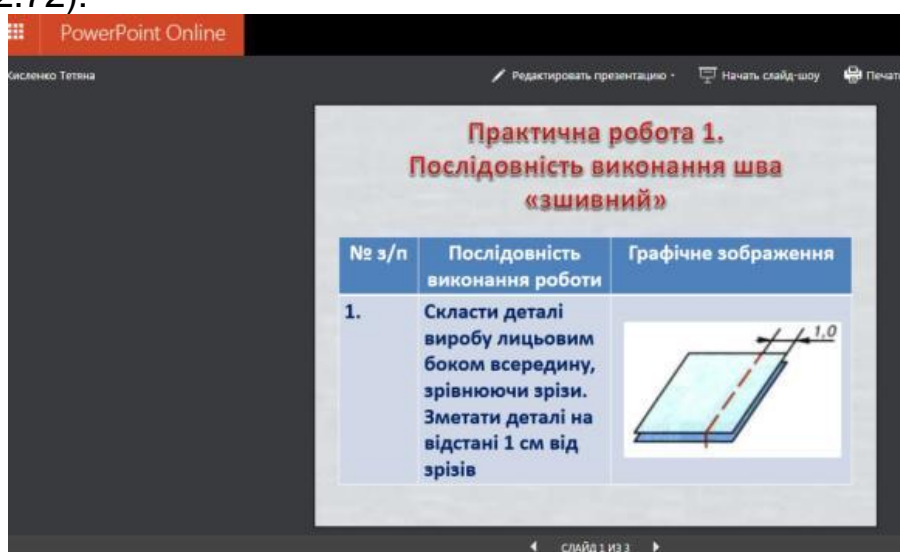 2.72).
PowerPoint Online
Кисленко Тетяна
Редактировать презентацию
Начать слайд-шоу
Печать
Практична робота 1.
Послідовність виконання шва
«зшивний»
№ з/п
Послідовність
виконання роботи
Графічне зображення
1.
Скласти деталі
виробу лицьовим
боком всередину,
зрівнюючи зрізи.
Зметати деталі на
відстані 1 см від
зрізів
1,0
СЛАЙД 1 ИЗ 3